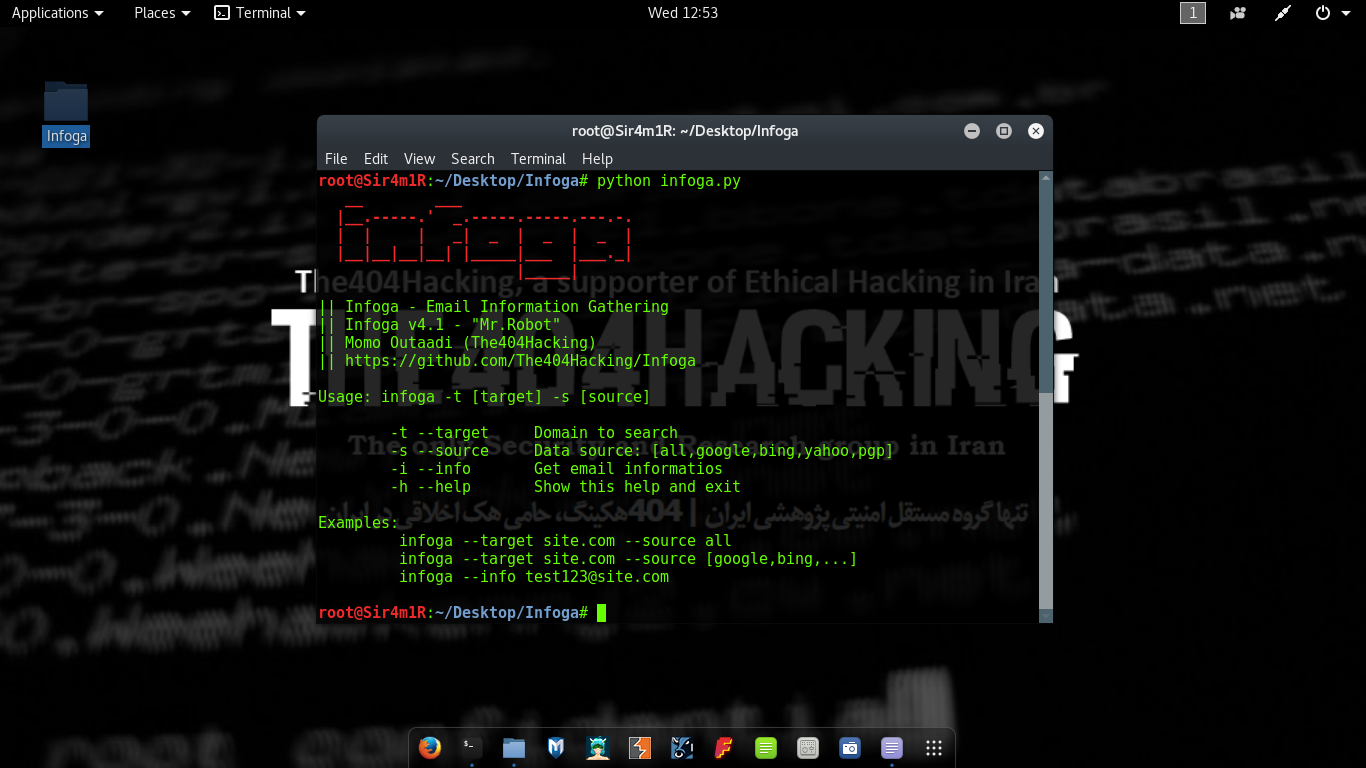 Applications Places Terminal Wed 12:53 1
Infoga
root@Sir4m1R: ~/Desktop/Infoga
File Edit View Search Terminal Help
root@Sir4m1R:~/Desktop/Infoga# python infoga.py
infoga
The404Hacking, a supporter of Ethical Hacking in Iran
|| Infoga - Email Information Gathering
|| Infoga v4.1 - "Mr.Robot"
|| Momo Outaadi (The404Hacking)
|| https://github.com/The404Hacking/Infoga
THE404HACKING
Usage: infoga -t [target] -s [source]
-t --target Domain to search
The only Security and Research group in Iran
-s --source Data source: [all,google,bing,yahoo,pgp]
-i --info Get email informatios
-h --help Show this help and exit
تنها گروه مستقل امنیتی پژوهشی ایران | 404هکینگ، حامی هک اخلاقی در ایران
Examples:
infoga --target site.com --source all
infoga --target site.com --source [google,bing,...]
infoga --info test123@site.com
root@Sir4m1R:~/Desktop/Infoga#